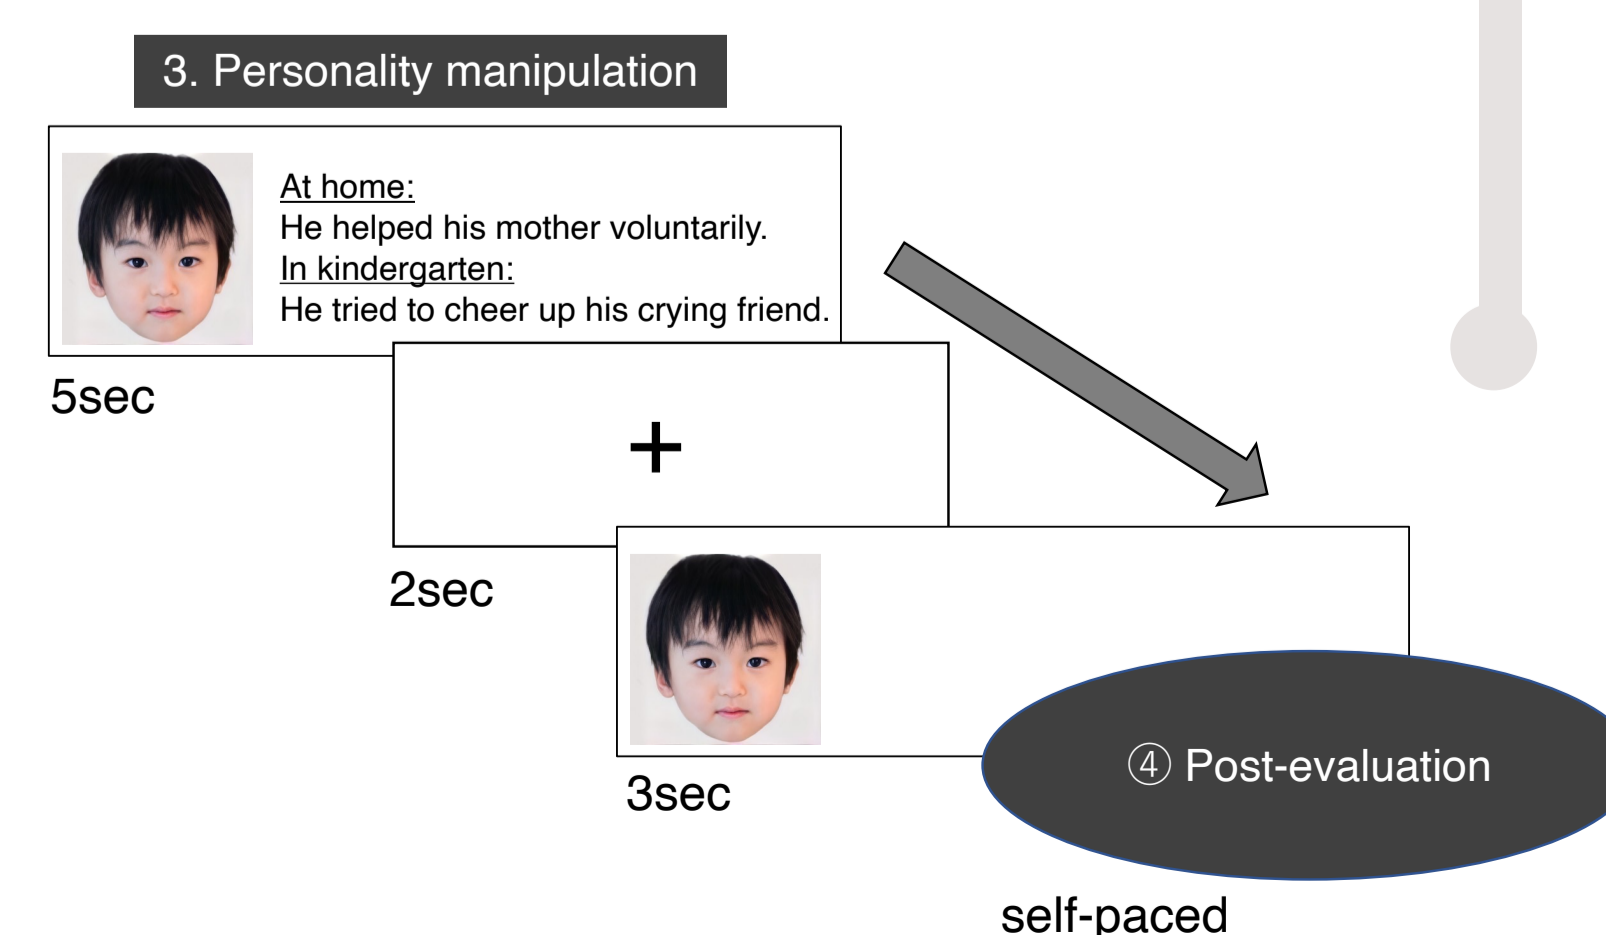 3. Personality manipulation
At home:
He helped his mother voluntarily.
In kindergarten:
He tried to cheer up his crying friend.
5sec
+
2sec
3sec
④ Post-evaluation
self-paced